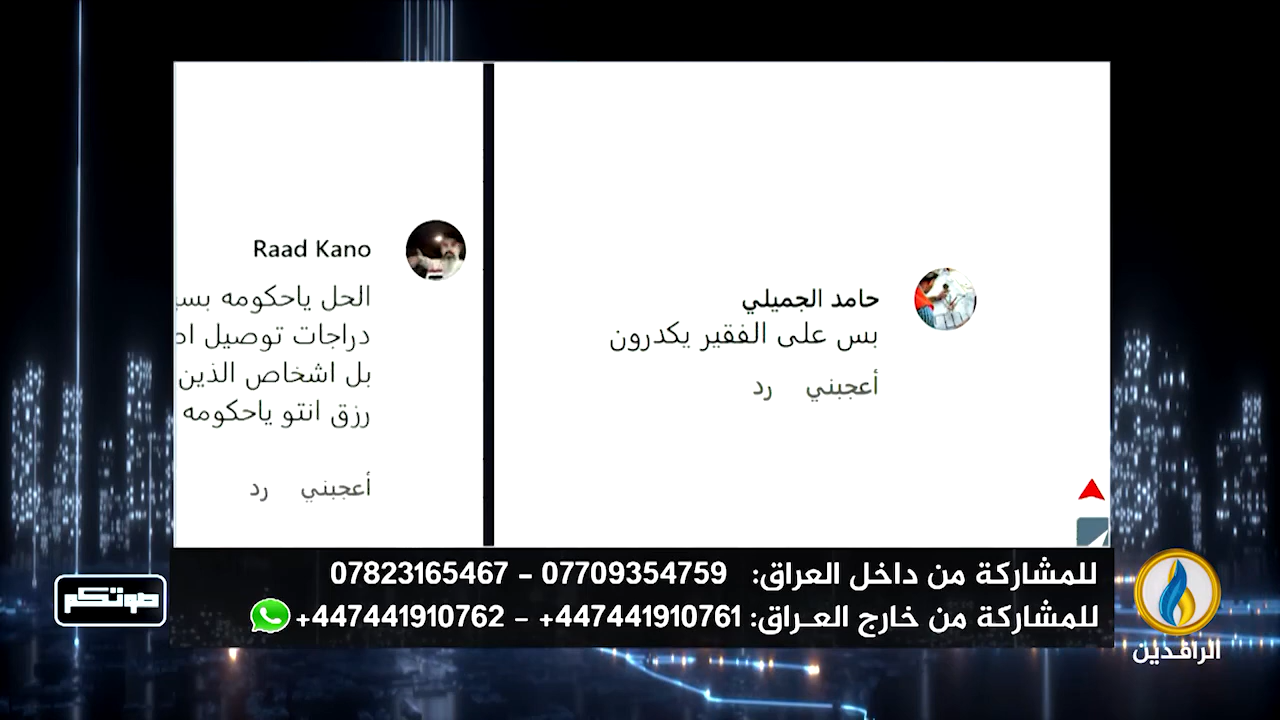 حامد الجميلي
بس على الفقير يكدرون
أعجبني رد
Raad Kano
الحل ياحكومه
دراجات توصيل
بل اشخاص الذين
رزق انتو ياحكومه
أعجبني رد
للمشاركة من داخل العراق: 07709354759 - 07823165467
للمشاركة من خارج العـراق: 447441910761+ - 447441910762+
صوتكم
الرافدين